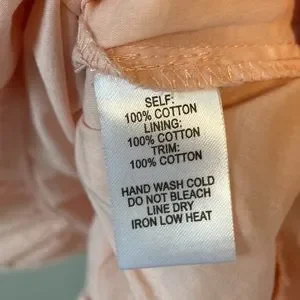 SELF:
100% COTTON
LINING:
100% COTTON
TRIM:
100% COTTON
HAND WASH COLD
DO NOT BLEACH
LINE DRY
IRON LOW HEAT